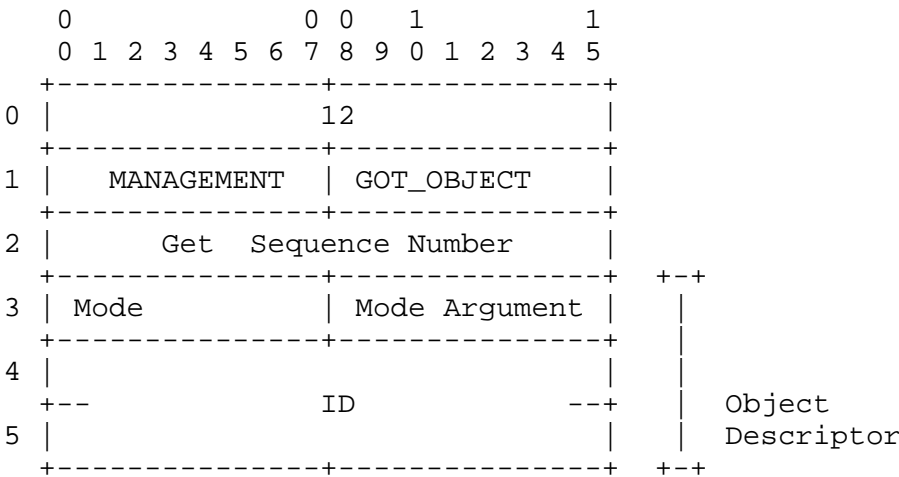 0 0 0 1 1
0 1 2 3 4 5 6 7 8 9 0 1 2 3 4 5
+---------------+---------------+
0 | 12 |
+---------------+---------------+
1 | MANAGEMENT | GOT_OBJECT |
+---------------+---------------+
2 | Get Sequence Number |
+---------------+---------------+ +-+
3 | Mode | Mode Argument | |
+---------------+---------------+ |
4 | | |
+-- ID --+ | Object
5 | | | Descriptor
+---------------+---------------+ +-+